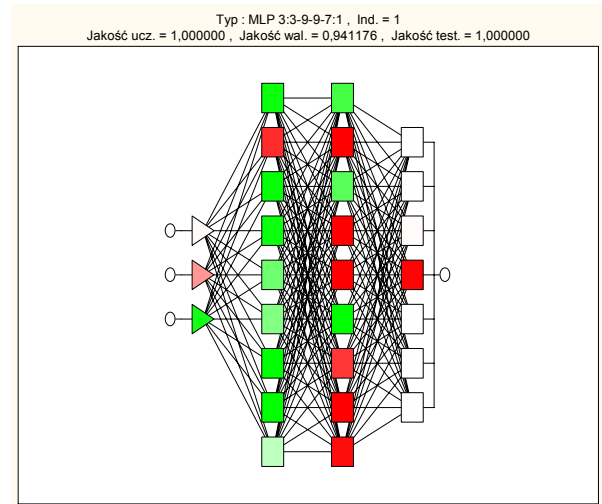 Typ : MLP 3:3-9-9-7:1 , Ind. = 1
Jakość ucz. = 1,000000 , Jakość wal. = 0,941176 , Jakość test. = 1,000000